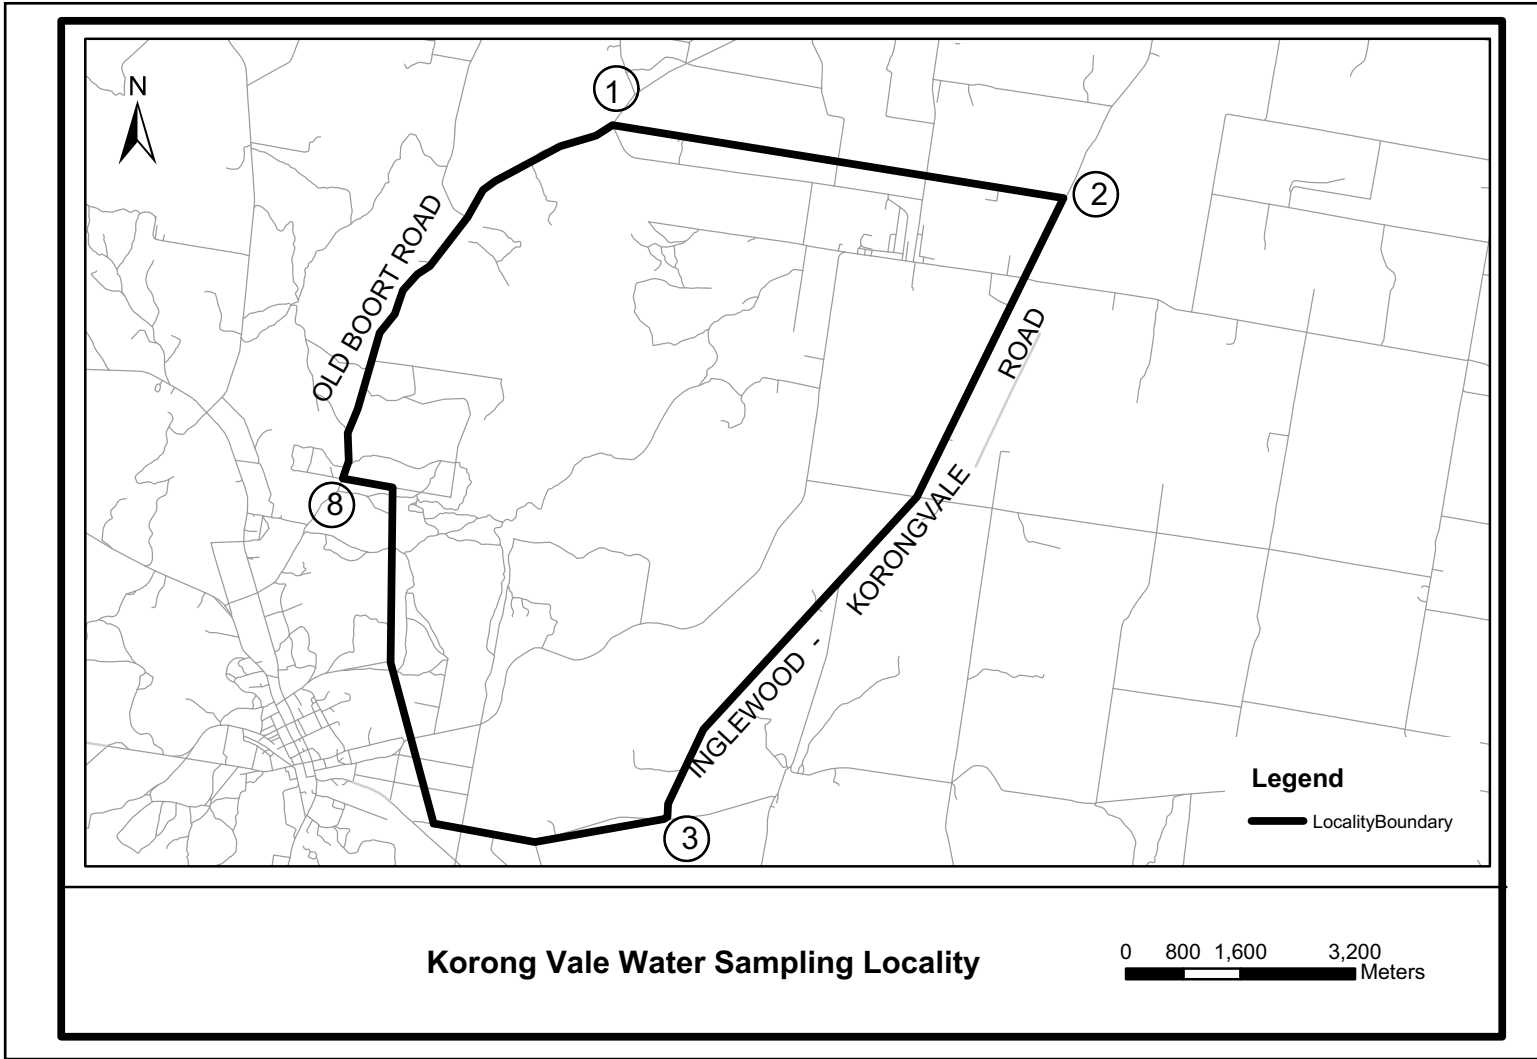 N
1
2
OLD BOORT ROAD
ROAD
8
KORONGVALE
INGLEWOOD -
3
Legend
LocalityBoundary
Korong Vale Water Sampling Locality
0 800 1,600 3,200
Meters